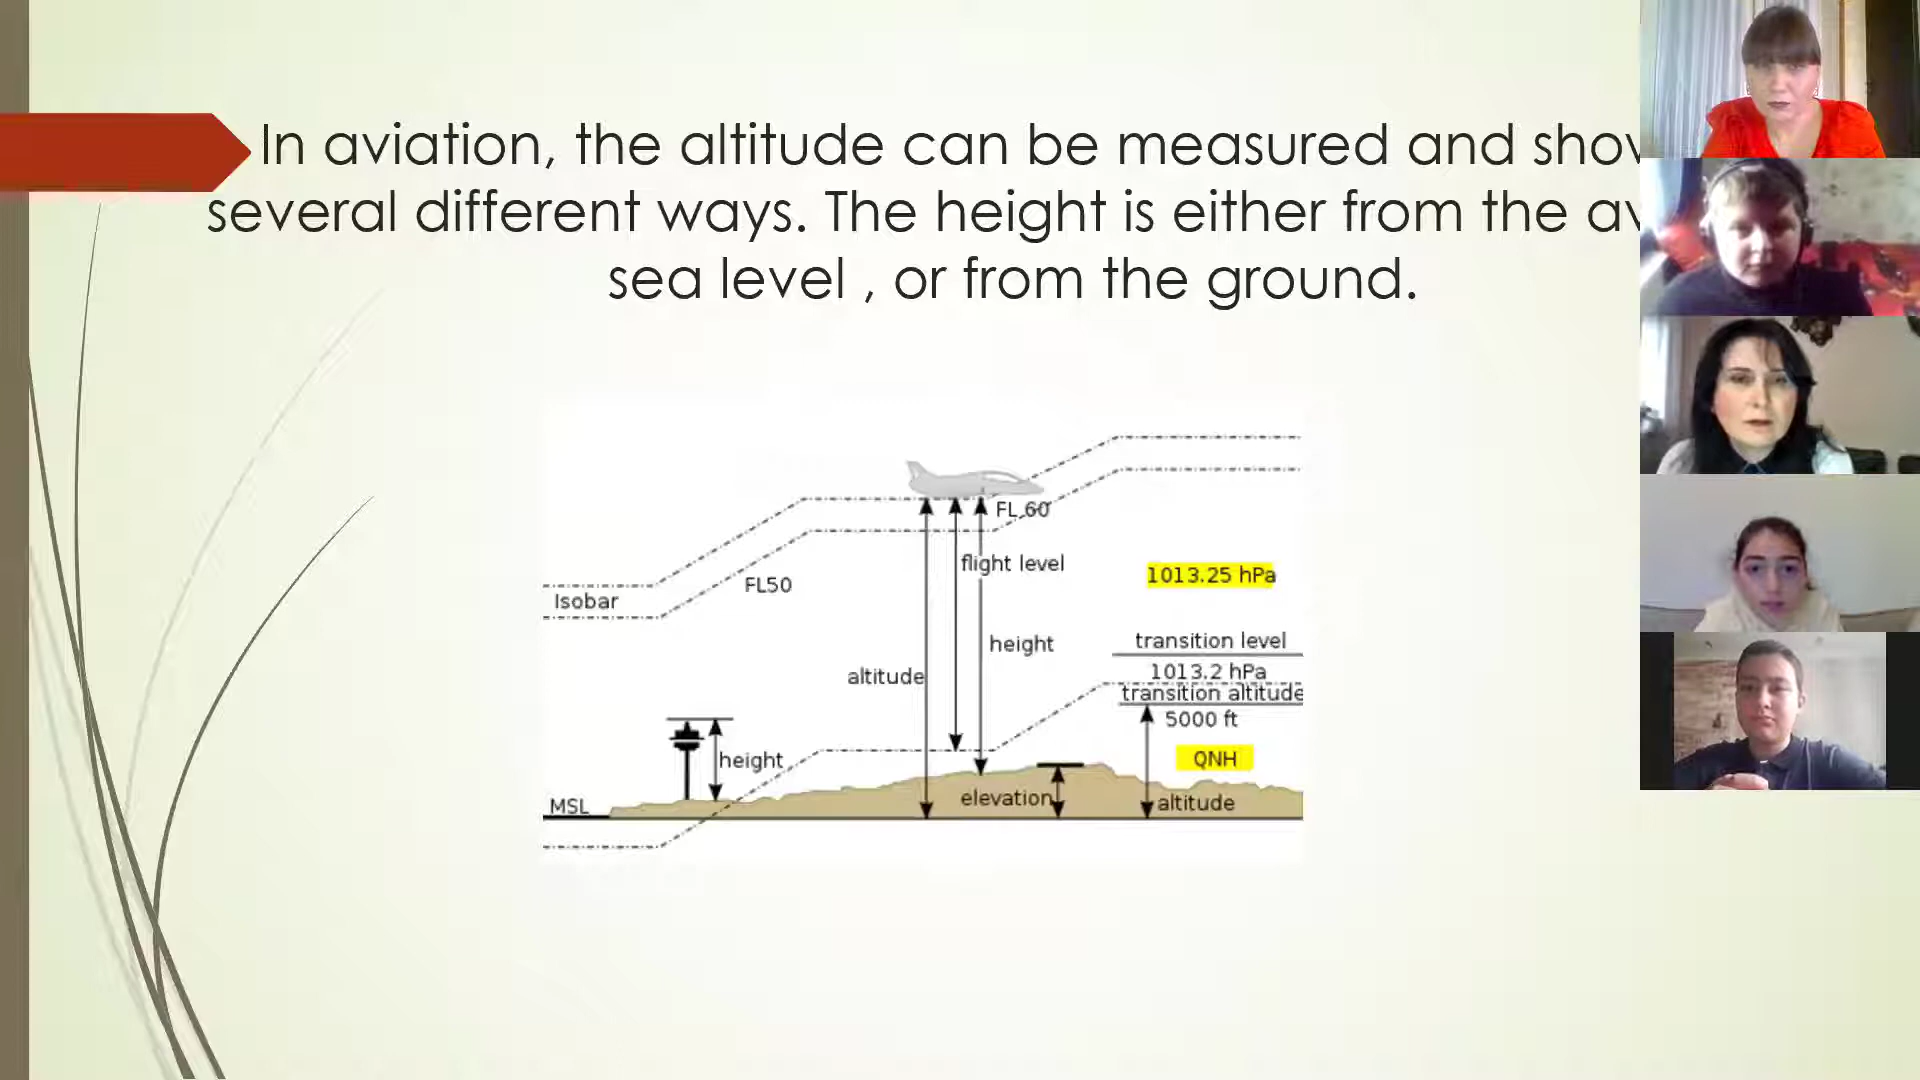 In aviation, the altitude can be measured and
several different ways. The height is either from the
sea level , or from the ground.
FL 60
flight level
1013.25 hPa
FL50
Isobar
height
transition level
altitude
1013.2 hPa
transition altitude
5000 ft
height
QNH
MSL
elevation
altitude